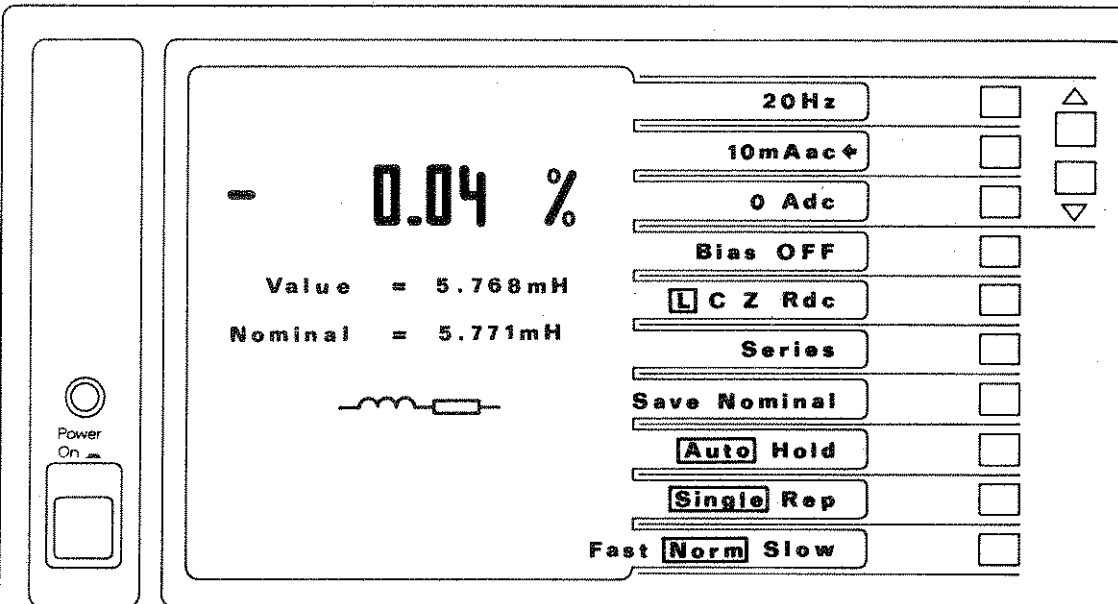 20Hz
10mAac
0 Adc
Bias OFF
L C Z Rdc
Series
Save Nominal
Auto Hold
Single Rep
Fast Norm Slow
- 0.04 %
Value = 5.768mH
Nominal = 5.771mH
Power
On